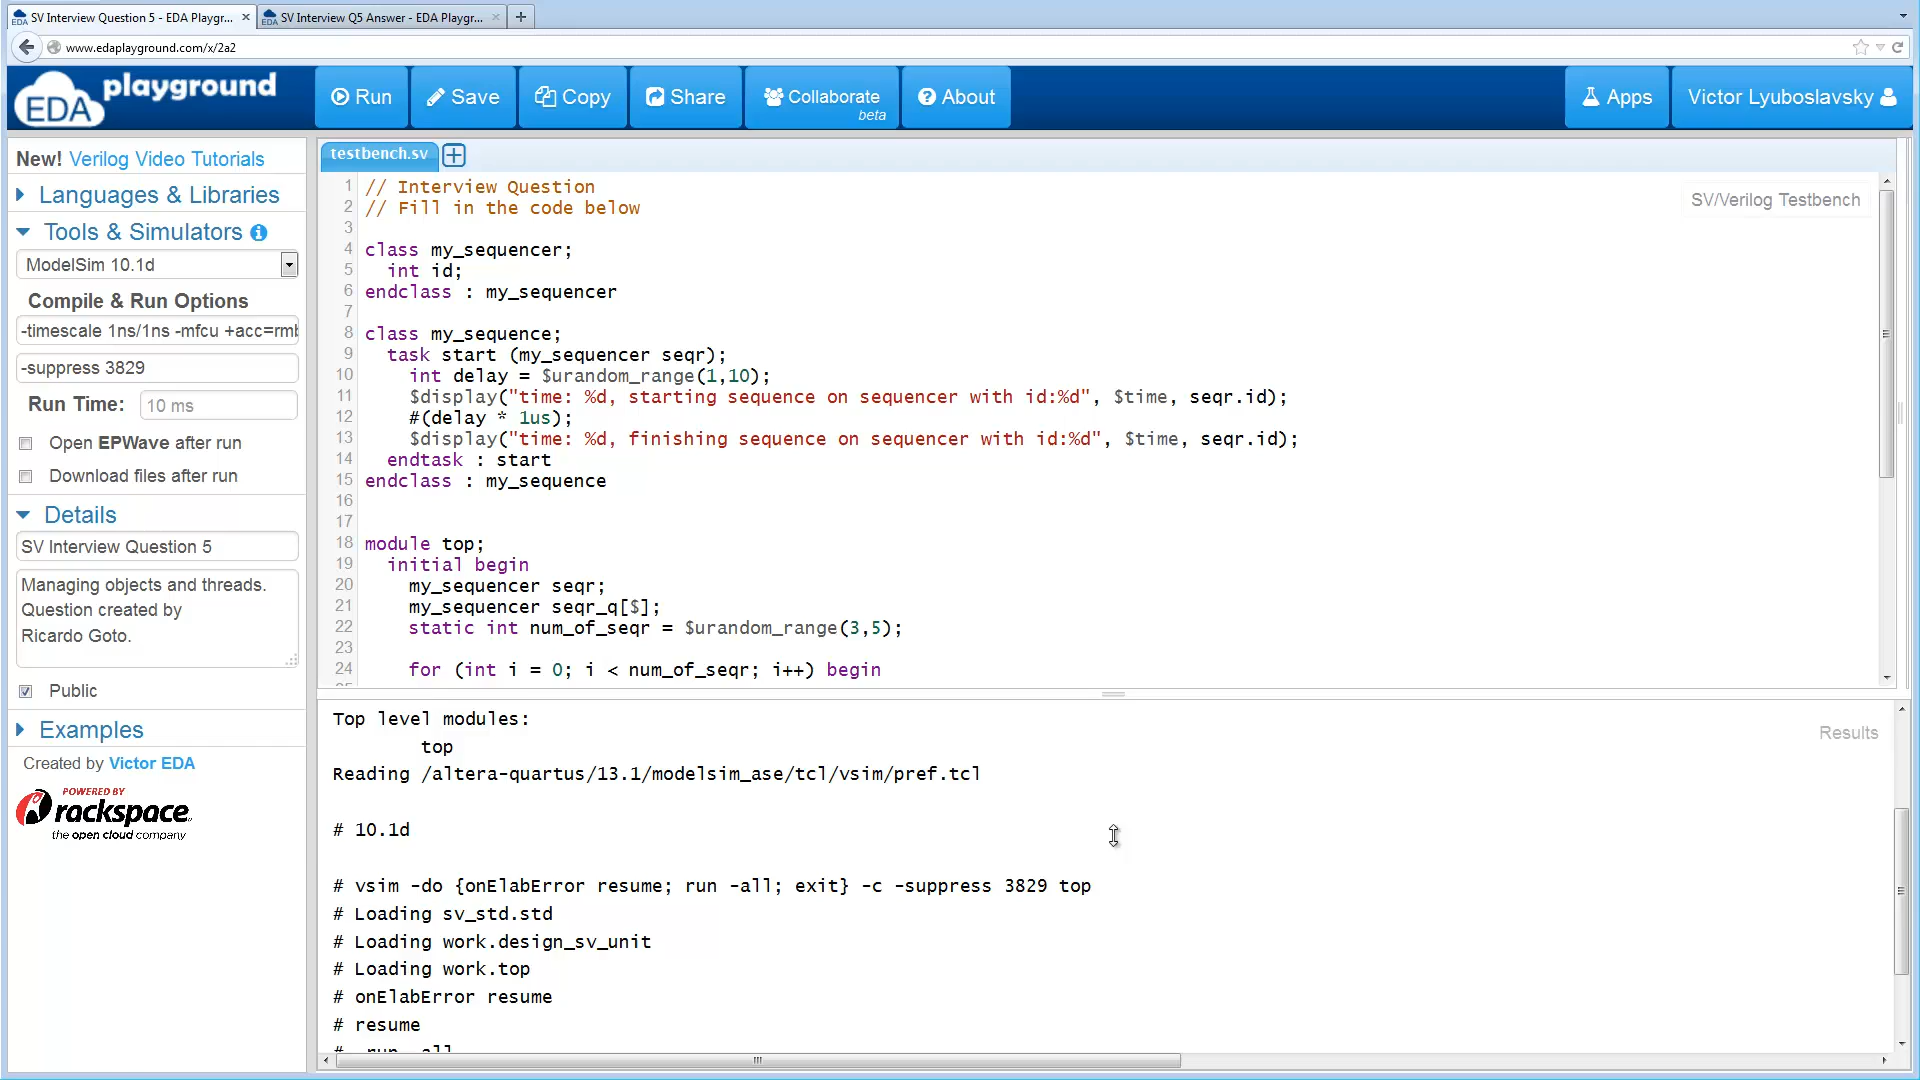 SV Interview Question 5 - EDA Playgr...
SV Interview Q5 Answer - EDA Playgr...
www.edaplayground.com/x/2a2
EDA playground
Run
Save
Copy
Share
Collaborate
beta
About
Apps
Victor Lyuboslavsky
New! Verilog Video Tutorials
Languages & Libraries
Tools & Simulators
ModelSim 10.1d
Compile & Run Options
-timescale 1ns/1ns -mfcu +acc=rmb
-suppress 3829
Run Time: 10 ms
Open EPWave after run
Download files after run
Details
SV Interview Question 5
Managing objects and threads.
Question created by
Ricardo Goto.
Public
Examples
Created by Victor EDA
POWERED BY
rackspace
the open cloud company
testbench.sv
SV/Verilog Testbench
1 // Interview Question
2 // Fill in the code below
3
4 class my_sequencer;
5   int id;
6 endclass : my_sequencer
7
8 class my_sequence;
9   task start (my_sequencer seqr);
10     int delay = $urandom_range(1,10);
11     $display("time: %d, starting sequence on sequencer with id:%d", $time, seqr.id);
12     #(delay * 1us);
13     $display("time: %d, finishing sequence on sequencer with id:%d", $time, seqr.id);
14   endtask : start
15 endclass : my_sequence
16
17
18 module top;
19   initial begin
20     my_sequencer seqr;
21     my_sequencer seqr_q[$];
22     static int num_of_seqr = $urandom_range(3,5);
23
24     for (int i = 0; i < num_of_seqr; i++) begin
Results
Top level modules:
top
Reading /altera-quartus/13.1/modelsim_ase/tcl/vsim/pref.tcl
# 10.1d
# vsim -do {onElabError resume; run -all; exit} -c -suppress 3829 top
# Loading sv_std.std
# Loading work.design_sv_unit
# Loading work.top
# onElabError resume
# resume
# run -all